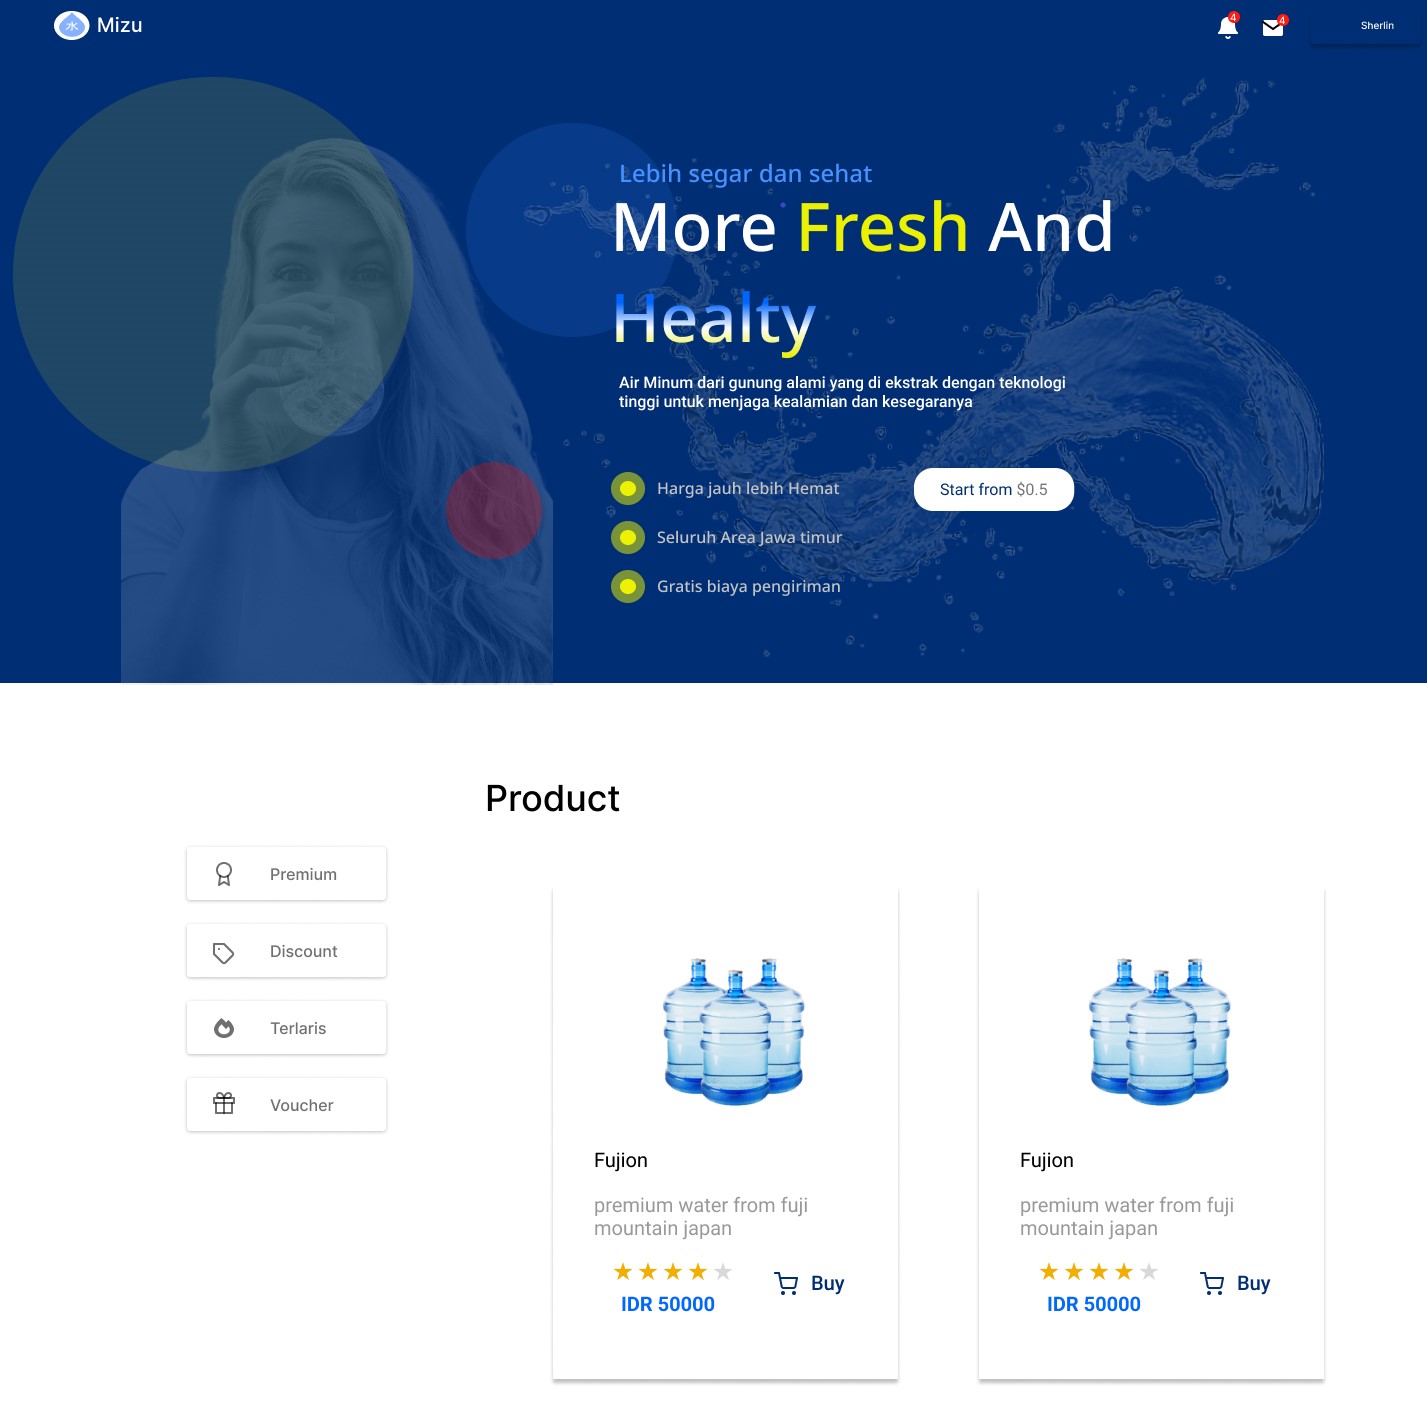 水 Mizu
4
4
Sherlin
Lebih segar dan sehat
More Fresh And
Healty
Air Minum dari gunung alami yang di ekstrak dengan teknologi
tinggi untuk menjaga kealamian dan kesegaranya
Harga jauh lebih Hemat
Start from $0.5
Seluruh Area Jawa timur
Gratis biaya pengiriman
Product
Premium
Discount
Terlaris
Voucher
Fujion
premium water from fuji
mountain japan
IDR 50000
Buy
Fujion
premium water from fuji
mountain japan
IDR 50000
Buy